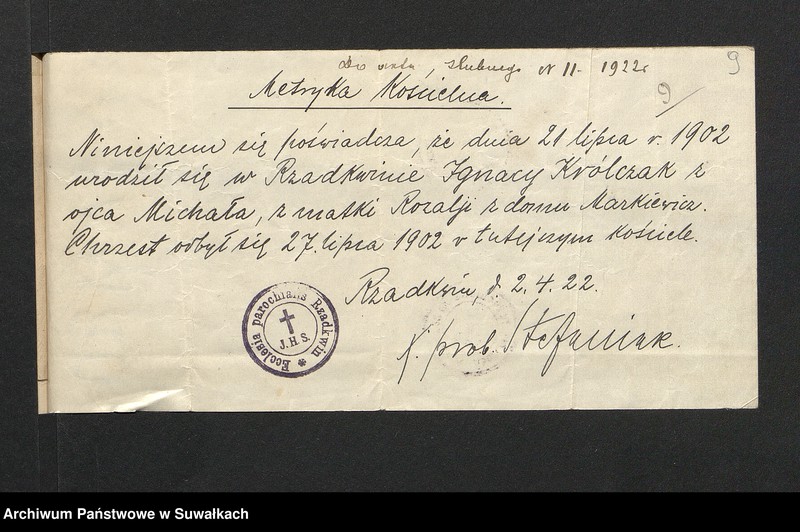 do aktu ślubnego N 11 - 1922 r
9
9
Metryka Kościelna.
Niniejszem się poświadcza, że dnia 21 lipca r. 1902
urodził się w Rzadkwinie Ignacy Królczak z
ojca Michała, z matki Rozalji z domu Markiewicz.
Chrzest odbył się 27. lipca 1902 w tutejszym kościele.
Rzadkwin, d. 2. 4. 22.
X. prob. Stefaniak.
Ecclesia parochialis Rzadkwin
J.H.S.
Archiwum Państwowe w Suwałkach